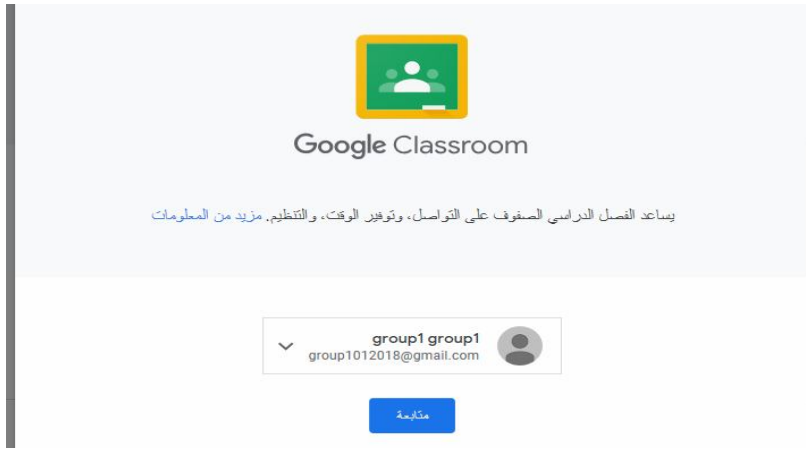 Google Classroom
يساعد الفصل الدراسي الصفوف على التواصل، وتوفير الوقت، والتنظيم. مزيد من المعلومات
group1 group1
group1012018@gmail.com
متابعة